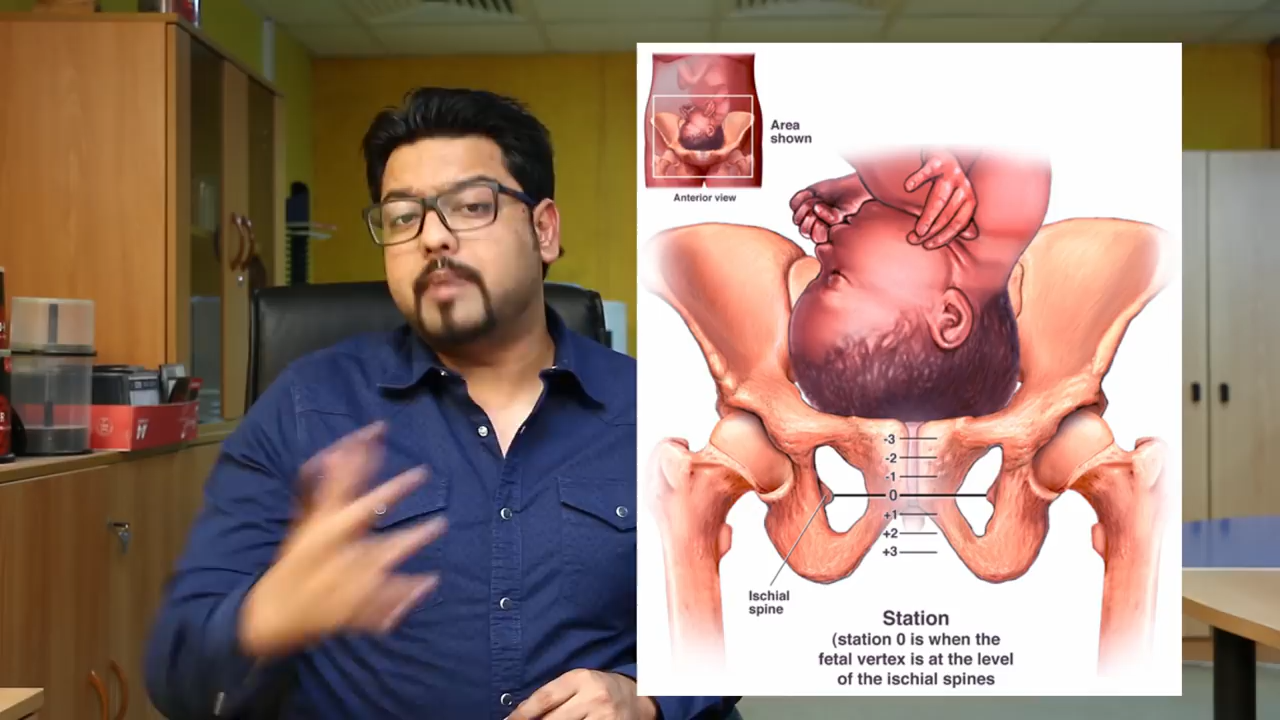 Area
shown
Anterior view
-3
-2
-1
0
+1
+2
+3
Ischial
spine
Station
(station 0 is when the
fetal vertex is at the level
of the ischial spines